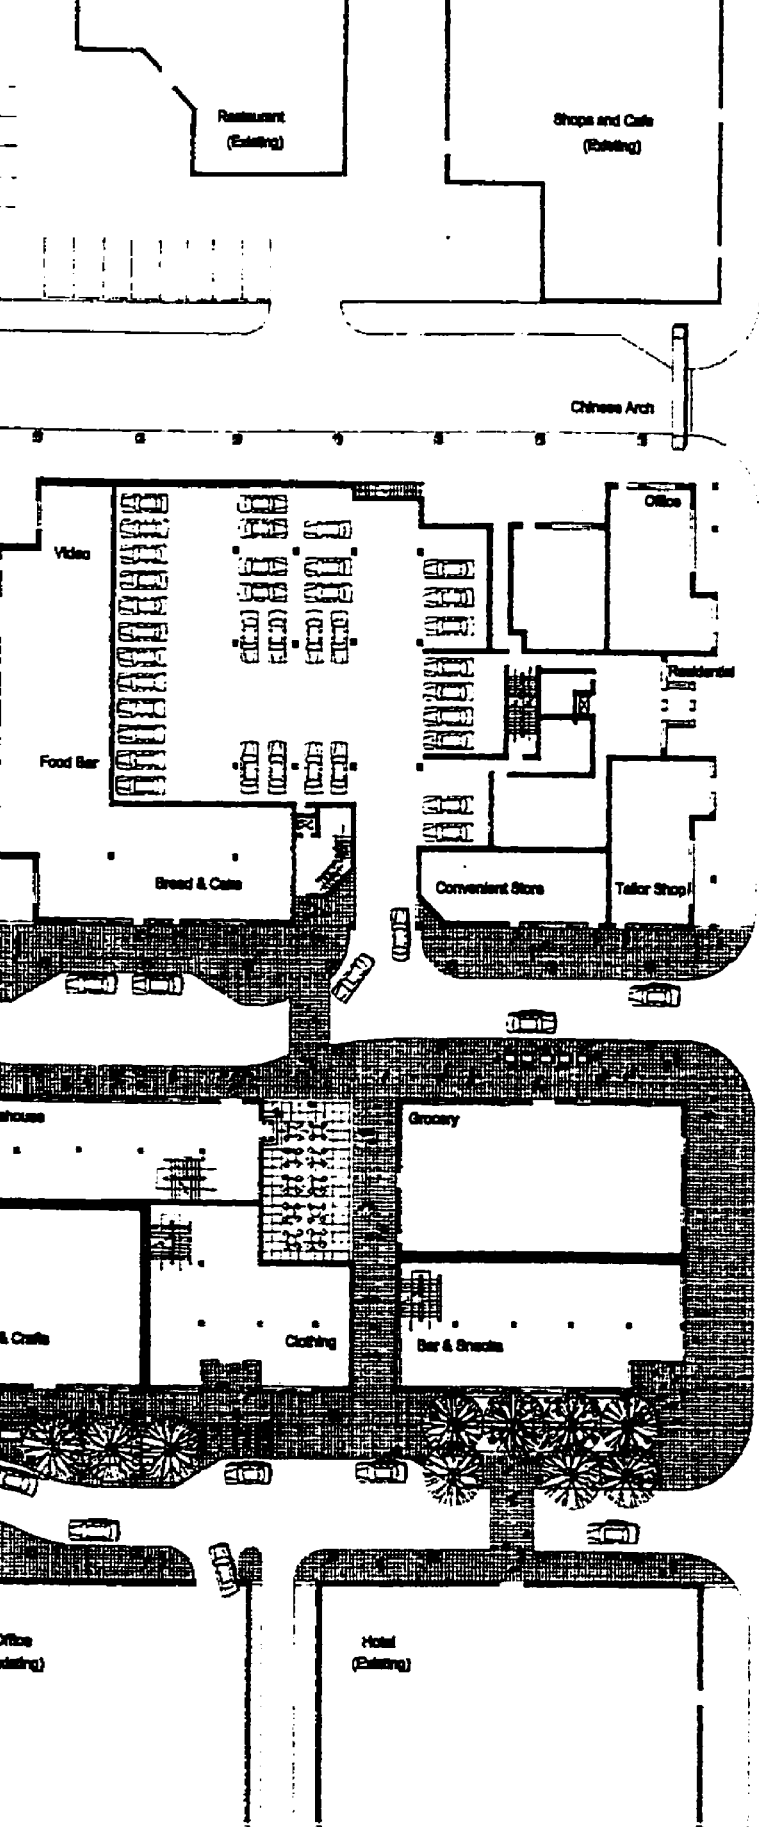 Restaurant
(Existing)
Shops and Cafe
(Existing)
Chinese Arch
Office
Video
Residential
Food Bar
Bread & Cake
Convenient Store
Tailor Shop
Grocery
& Crafts
Clothing
Bar & Snacks
Hotel
(Existing)